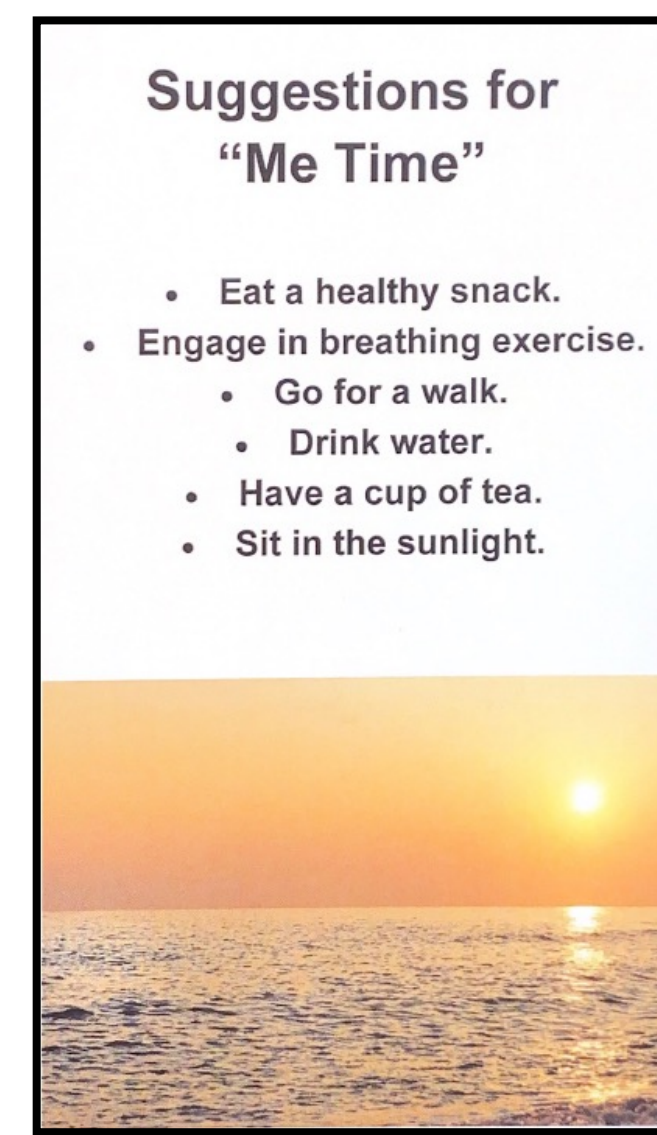 Suggestions for
“Me Time”
• Eat a healthy snack.
• Engage in breathing exercise.
• Go for a walk.
• Drink water.
• Have a cup of tea.
• Sit in the sunlight.